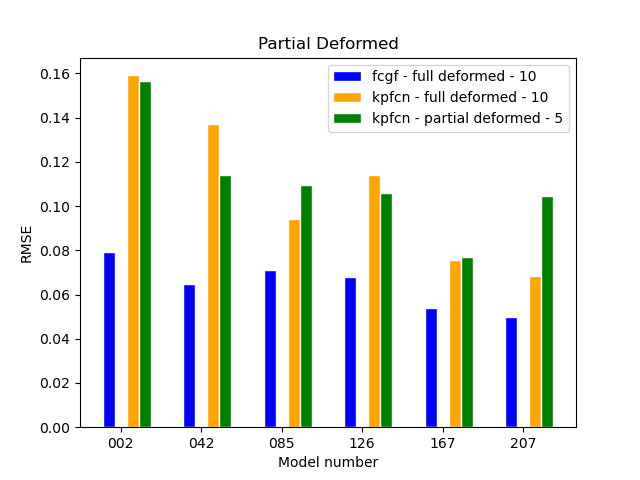 Partial Deformed
fcgf - full deformed - 10
kpfcn - full deformed - 10
kpfcn - partial deformed - 5
0.16
0.14
0.12
0.10
0.08
0.06
0.04
0.02
0.00
RMSE
002 042 085 126 167 207
Model number